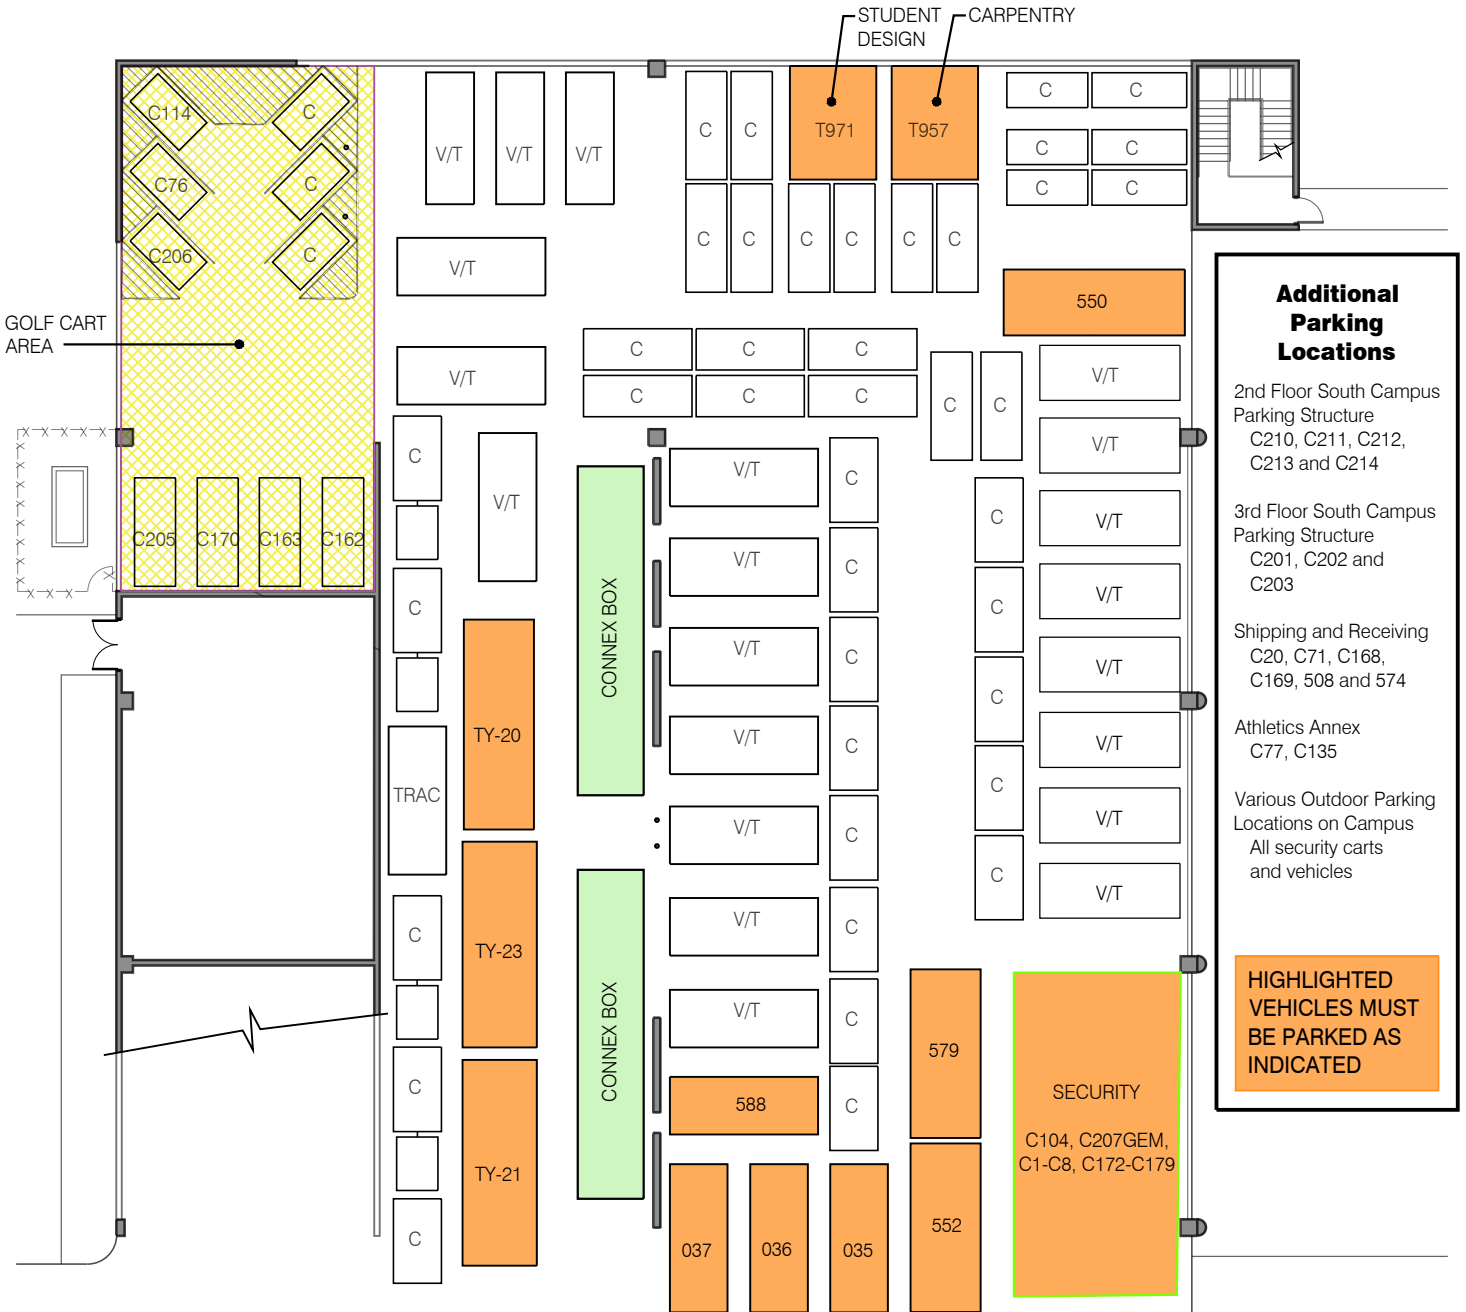 STUDENT
DESIGN
CARPENTRY
C114
C
C76
C
C206
C
V/T
V/T
V/T
C
C
T971
T957
C
C
C
C
C
C
C
C
C
C
C
C
V/T
V/T
550
GOLF CART
AREA
C
C
C
C
C
C
C
C
V/T
V/T
V/T
V/T
V/T
V/T
V/T
V/T
C205
C170
C163
C162
C
C
TRAC
C
C
C
V/T
TY-20
TY-23
TY-21
CONNEX BOX
CONNEX BOX
V/T
V/T
V/T
V/T
V/T
V/T
V/T
588
C
C
C
C
C
C
C
C
C
C
C
C
C
037
036
035
579
552
SECURITY
C104, C207GEM,
C1-C8, C172-C179
Additional
Parking
Locations
2nd Floor South Campus
Parking Structure
C210, C211, C212,
C213 and C214
3rd Floor South Campus
Parking Structure
C201, C202 and
C203
Shipping and Receiving
C20, C71, C168,
C169, 508 and 574
Athletics Annex
C77, C135
Various Outdoor Parking
Locations on Campus
All security carts
and vehicles
HIGHLIGHTED
VEHICLES MUST
BE PARKED AS
INDICATED